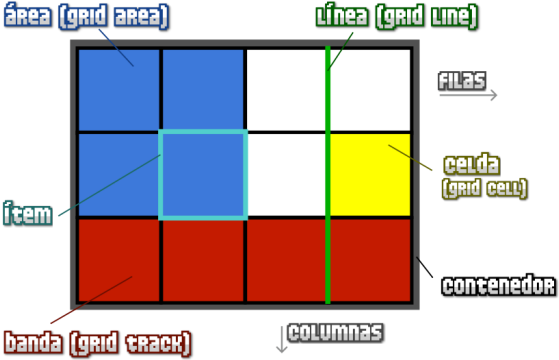 área (grid area)
línea (grid line)
filas
celda
(grid cell)
ítem
contenedor
columnas
banda (grid track)